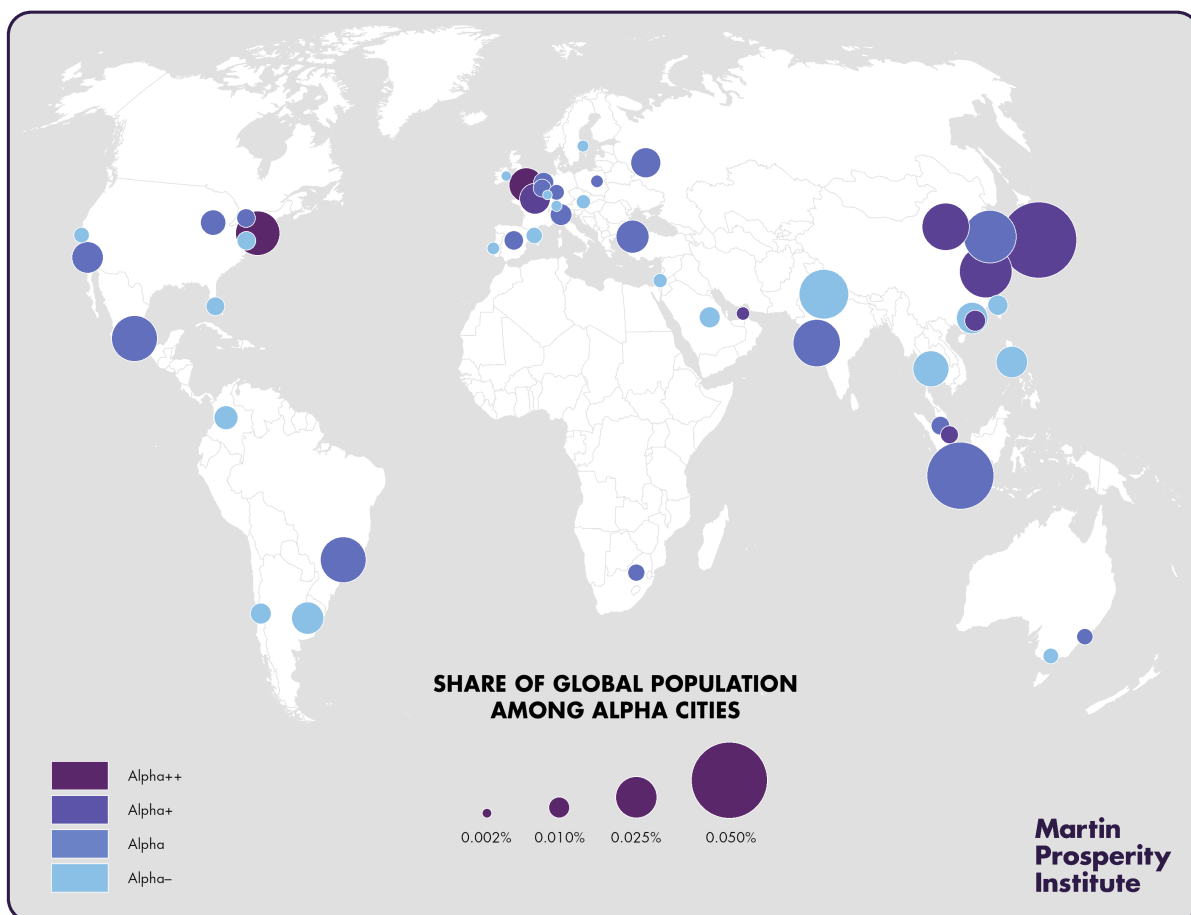 SHARE OF GLOBAL POPULATION
AMONG ALPHA CITIES
Alpha++
Alpha+
Alpha
Alpha–
0.002%
0.010%
0.025%
0.050%
Martin
Prosperity
Institute